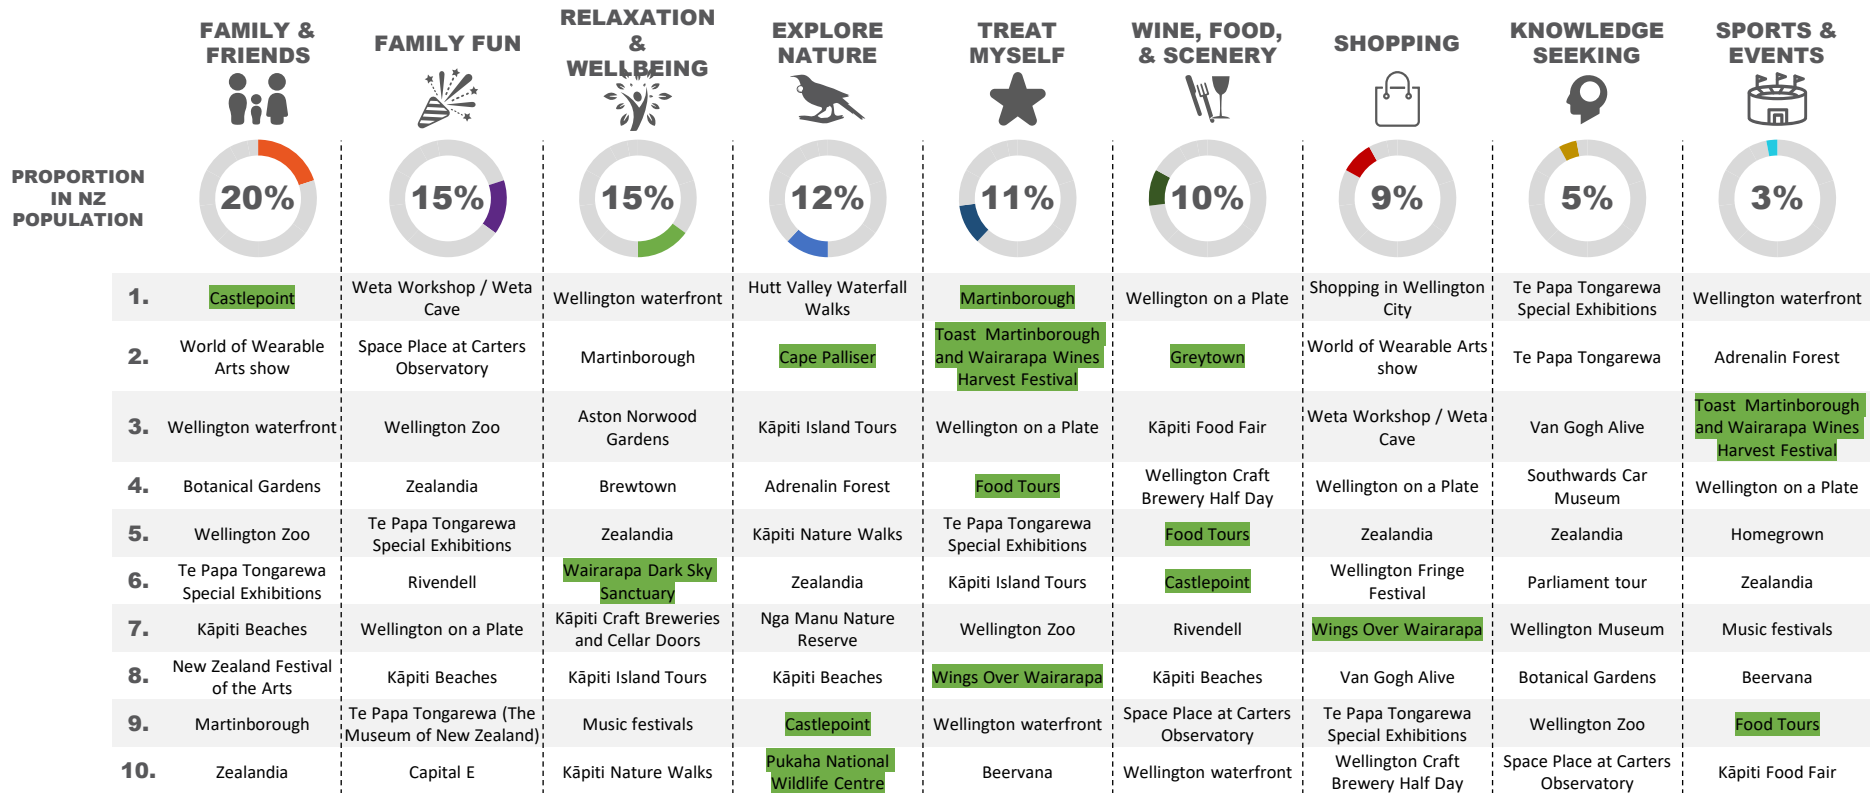 FAMILY &
FRIENDS
FAMILY FUN
RELAXATION
&
WELLBEING
EXPLORE
NATURE
TREAT
MYSELF
WINE, FOOD,
& SCENERY
SHOPPING
KNOWLEDGE
SEEKING
SPORTS &
EVENTS
PROPORTION
IN NZ
POPULATION
20%
15%
15%
12%
11%
10%
9%
5%
3%
1.
Castlepoint
Weta Workshop / Weta
Cave
Wellington waterfront
Hutt Valley Waterfall
Walks
Martinborough
Wellington on a Plate
Shopping in Wellington
City
Te Papa Tongarewa
Special Exhibitions
Wellington waterfront
2.
World of Wearable
Arts show
Space Place at Carters
Observatory
Martinborough
Cape Palliser
Toast Martinborough
and Wairarapa Wines
Harvest Festival
Greytown
World of Wearable Arts
show
Te Papa Tongarewa
Adrenalin Forest
3.
Wellington waterfront
Wellington Zoo
Aston Norwood
Gardens
Kāpiti Island Tours
Wellington on a Plate
Kāpiti Food Fair
Weta Workshop / Weta
Cave
Van Gogh Alive
Toast Martinborough
and Wairarapa Wines
Harvest Festival
4.
Botanical Gardens
Zealandia
Brewtown
Adrenalin Forest
Food Tours
Wellington Craft
Brewery Half Day
Wellington on a Plate
Southwards Car
Museum
Wellington on a Plate
5.
Wellington Zoo
Te Papa Tongarewa
Special Exhibitions
Zealandia
Kāpiti Nature Walks
Te Papa Tongarewa
Special Exhibitions
Food Tours
Zealandia
Zealandia
Homegrown
6.
Te Papa Tongarewa
Special Exhibitions
Rivendell
Wairarapa Dark Sky
Sanctuary
Zealandia
Kāpiti Island Tours
Castlepoint
Wellington Fringe
Festival
Parliament tour
Zealandia
7.
Kāpiti Beaches
Wellington on a Plate
Kāpiti Craft Breweries
and Cellar Doors
Nga Manu Nature
Reserve
Wellington Zoo
Rivendell
Wings Over Wairarapa
Wellington Museum
Music festivals
8.
New Zealand Festival
of the Arts
Kāpiti Beaches
Kāpiti Island Tours
Kāpiti Beaches
Wings Over Wairarapa
Kāpiti Beaches
Van Gogh Alive
Botanical Gardens
Beervana
9.
Martinborough
Te Papa Tongarewa (The
Museum of New Zealand)
Music festivals
Castlepoint
Wellington waterfront
Space Place at Carters
Observatory
Te Papa Tongarewa
Special Exhibitions
Wellington Zoo
Food Tours
10.
Zealandia
Capital E
Kāpiti Nature Walks
Pukaha National
Wildlife Centre
Beervana
Wellington waterfront
Wellington Craft
Brewery Half Day
Space Place at Carters
Observatory
Kāpiti Food Fair